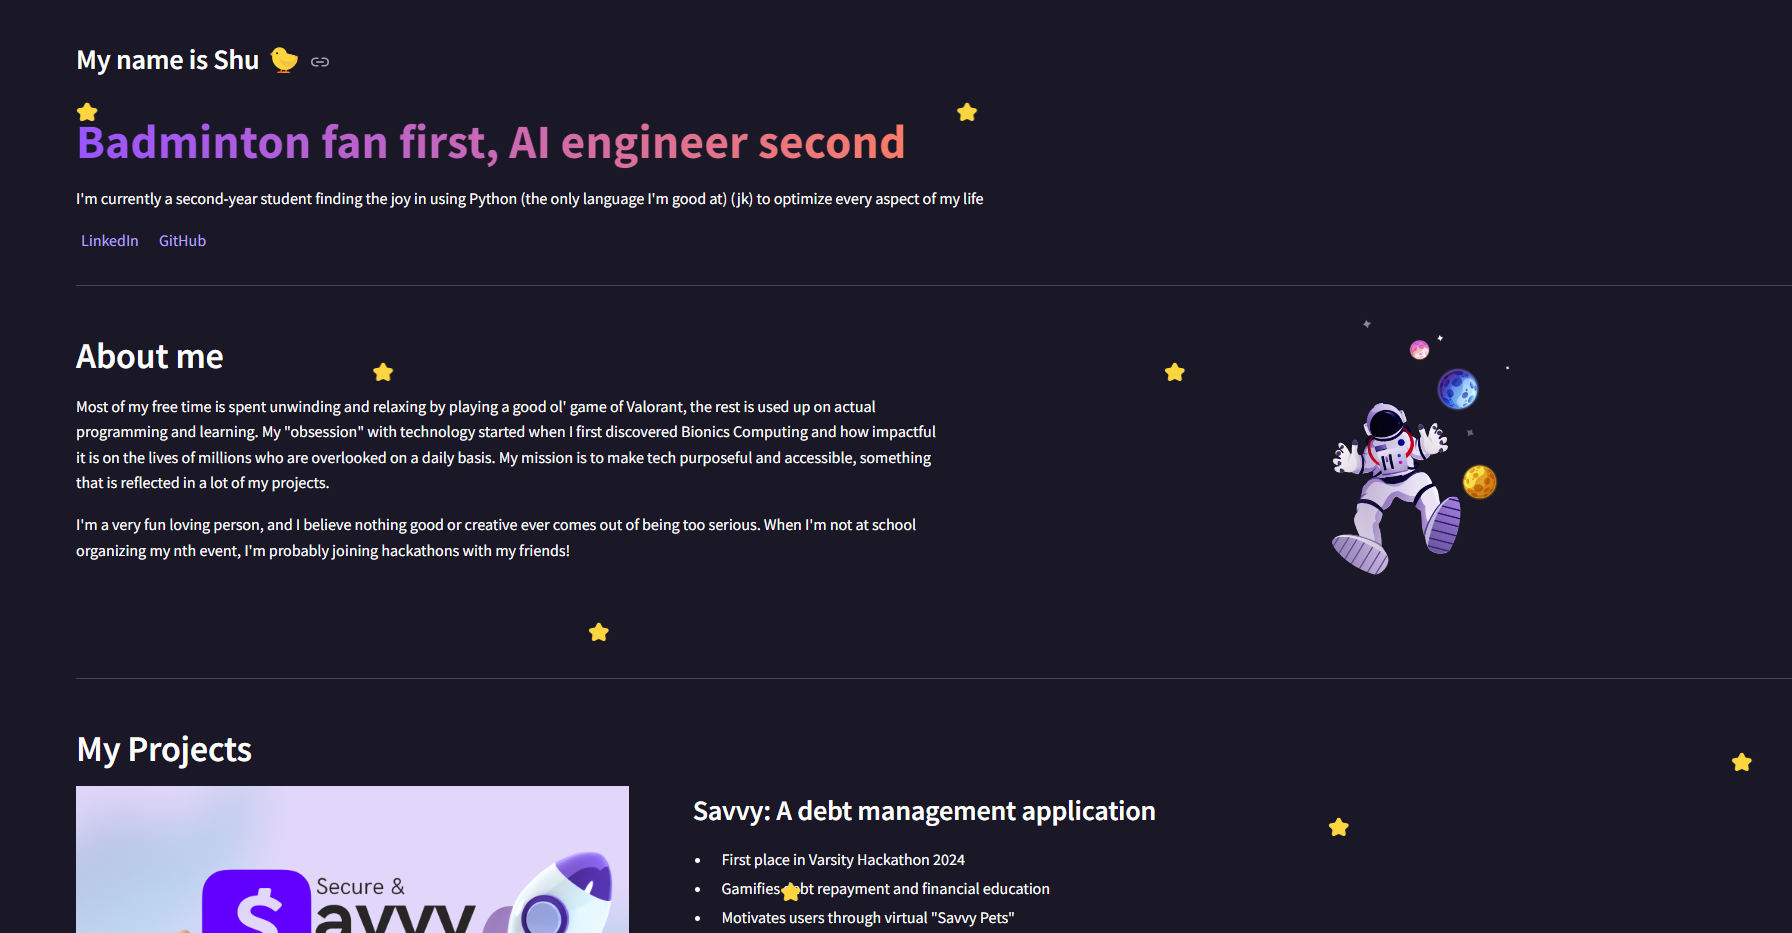 My name is Shu
Badminton fan first, AI engineer second
I'm currently a second-year student finding the joy in using Python (the only language I'm good at) (jk) to optimize every aspect of my life
LinkedIn GitHub
About me
Most of my free time is spent unwinding and relaxing by playing a good ol' game of Valorant, the rest is used up on actual
programming and learning. My "obsession" with technology started when I first discovered Bionics Computing and how impactful
it is on the lives of millions who are overlooked on a daily basis. My mission is to make tech purposeful and accessible, something
that is reflected in a lot of my projects.
I'm a very fun loving person, and I believe nothing good or creative ever comes out of being too serious. When I'm not at school
organizing my nth event, I'm probably joining hackathons with my friends!
My Projects
Secure &
$avvy
Savvy: A debt management application
First place in Varsity Hackathon 2024
Gamifies debt repayment and financial education
Motivates users through virtual "Savvy Pets"